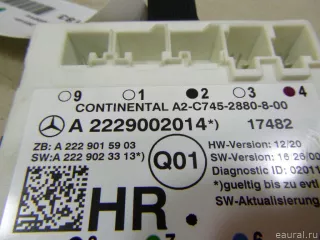 9 1 2 3 4
CONTINENTAL A2-C745-2880-8-00
A 2229002014*) 17482
ZB: A 222 901 59 03 HW-Version: 12/20
SW: A 222 902 33 13*) Q01 SW-Version: 16/26/00
Diagnostic ID: 02011
*)gueltig bis zu evtl
HR. SW-Aktualisierung
eaural.ru